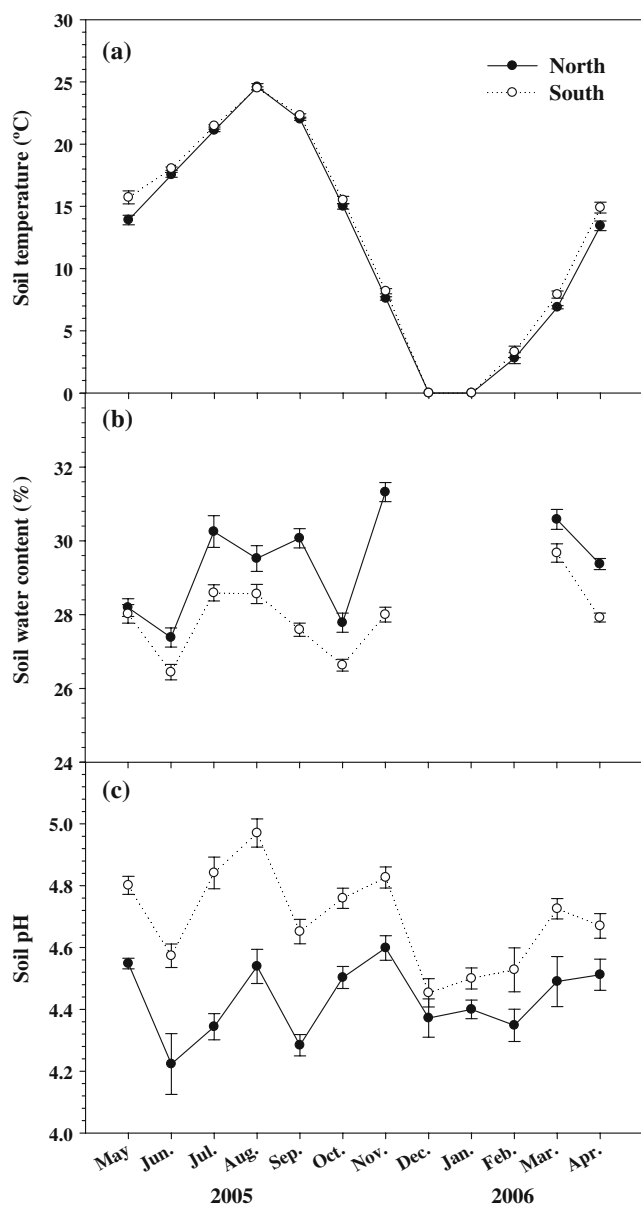 (a)
North
South
30
25
20
15
10
5
0
Soil temperature (ºC)
(b)
32
30
28
26
24
Soil water content (%)
(c)
5.0
4.8
4.6
4.4
4.2
4.0
Soil pH
May Jun. Jul. Aug. Sep. Oct. Nov. Dec. Jan. Feb. Mar. Apr.
2005 2006